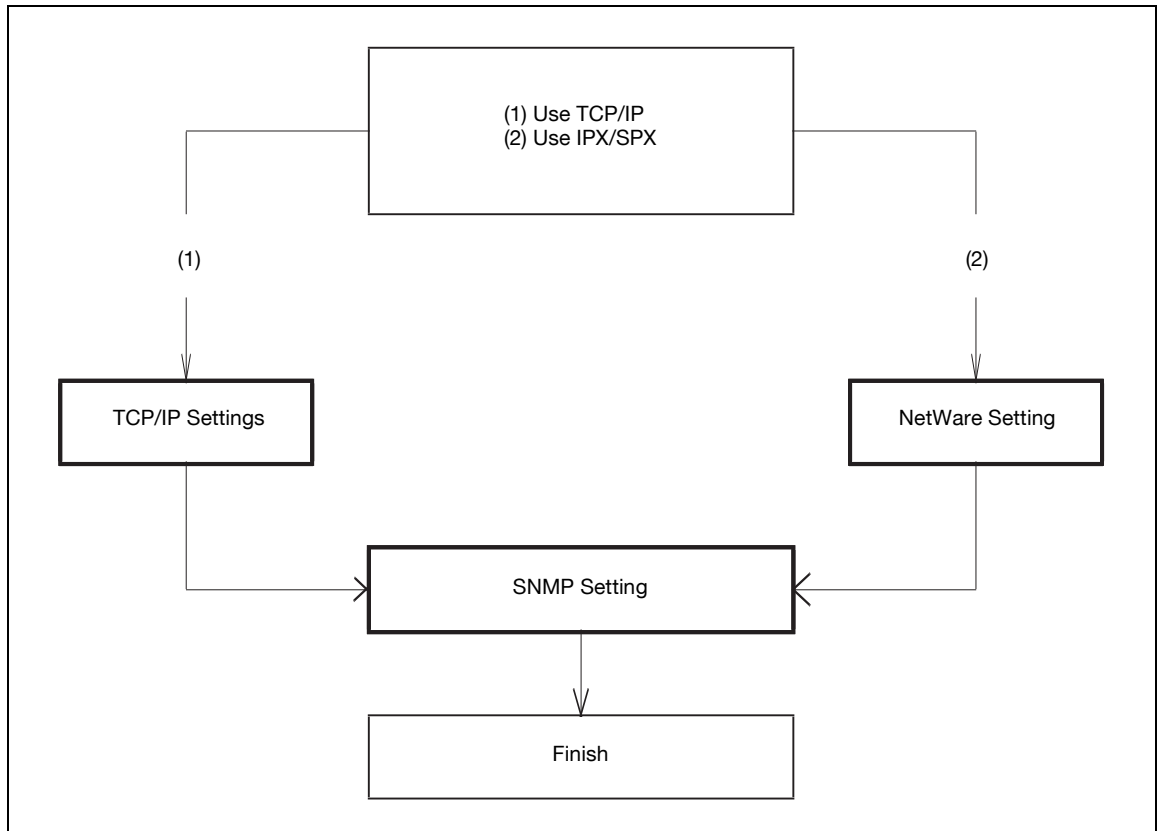 (1) Use TCP/IP
(2) Use IPX/SPX
(1)
(2)
TCP/IP Settings
NetWare Setting
SNMP Setting
Finish